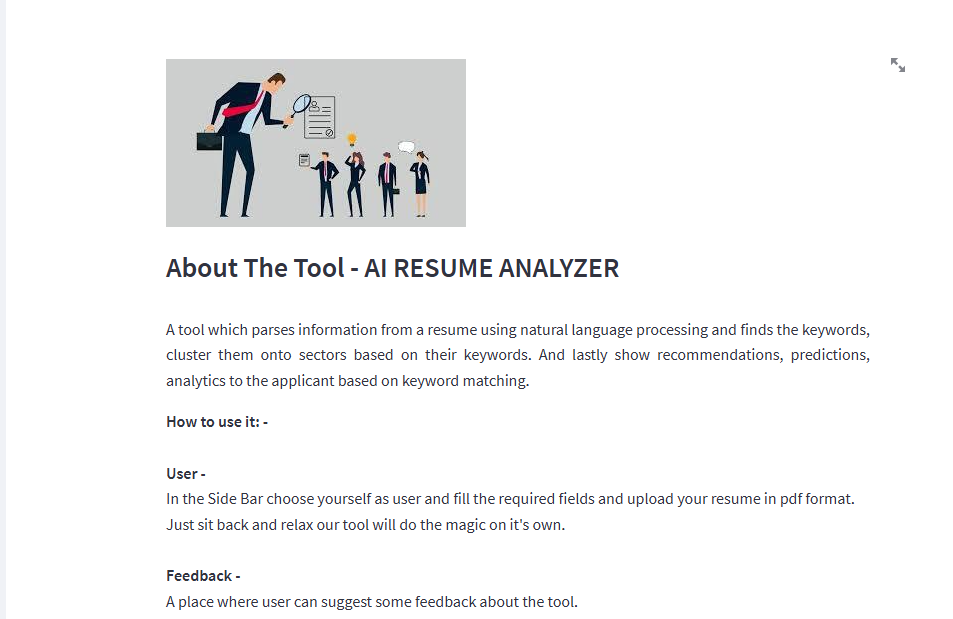 About The Tool - AI RESUME ANALYZER
A tool which parses information from a resume using natural language processing and finds the keywords,
cluster them onto sectors based on their keywords. And lastly show recommendations, predictions,
analytics to the applicant based on keyword matching.
How to use it: -
User -
In the Side Bar choose yourself as user and fill the required fields and upload your resume in pdf format.
Just sit back and relax our tool will do the magic on it's own.
Feedback -
A place where user can suggest some feedback about the tool.